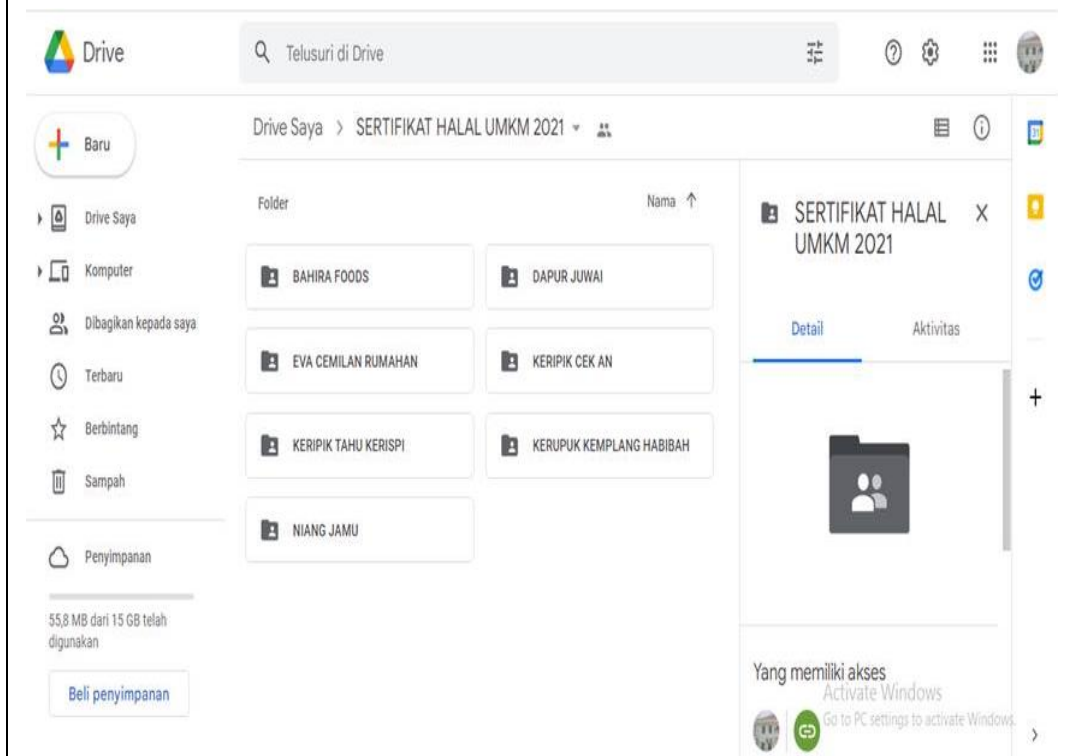 Drive
Telusuri di Drive
Baru
Drive Saya > SERTIFIKAT HALAL UMKM 2021
Drive Saya
Komputer
Dibagikan kepada saya
Terbaru
Berbintang
Sampah
Penyimpanan
55,8 MB dari 15 GB telah
digunakan
Beli penyimpanan
Folder
Nama ↑
BAHIRA FOODS
DAPUR JUWAI
EVA CEMILAN RUMAHAN
KERIPIK CEK AN
KERIPIK TAHU KERISPI
KERUPUK KEMPLANG HABIBAH
NIANG JAMU
SERTIFIKAT HALAL
UMKM 2021
Detail
Aktivitas
Yang memiliki akses
Activate Windows
Go to PC settings to activate Windows.
31